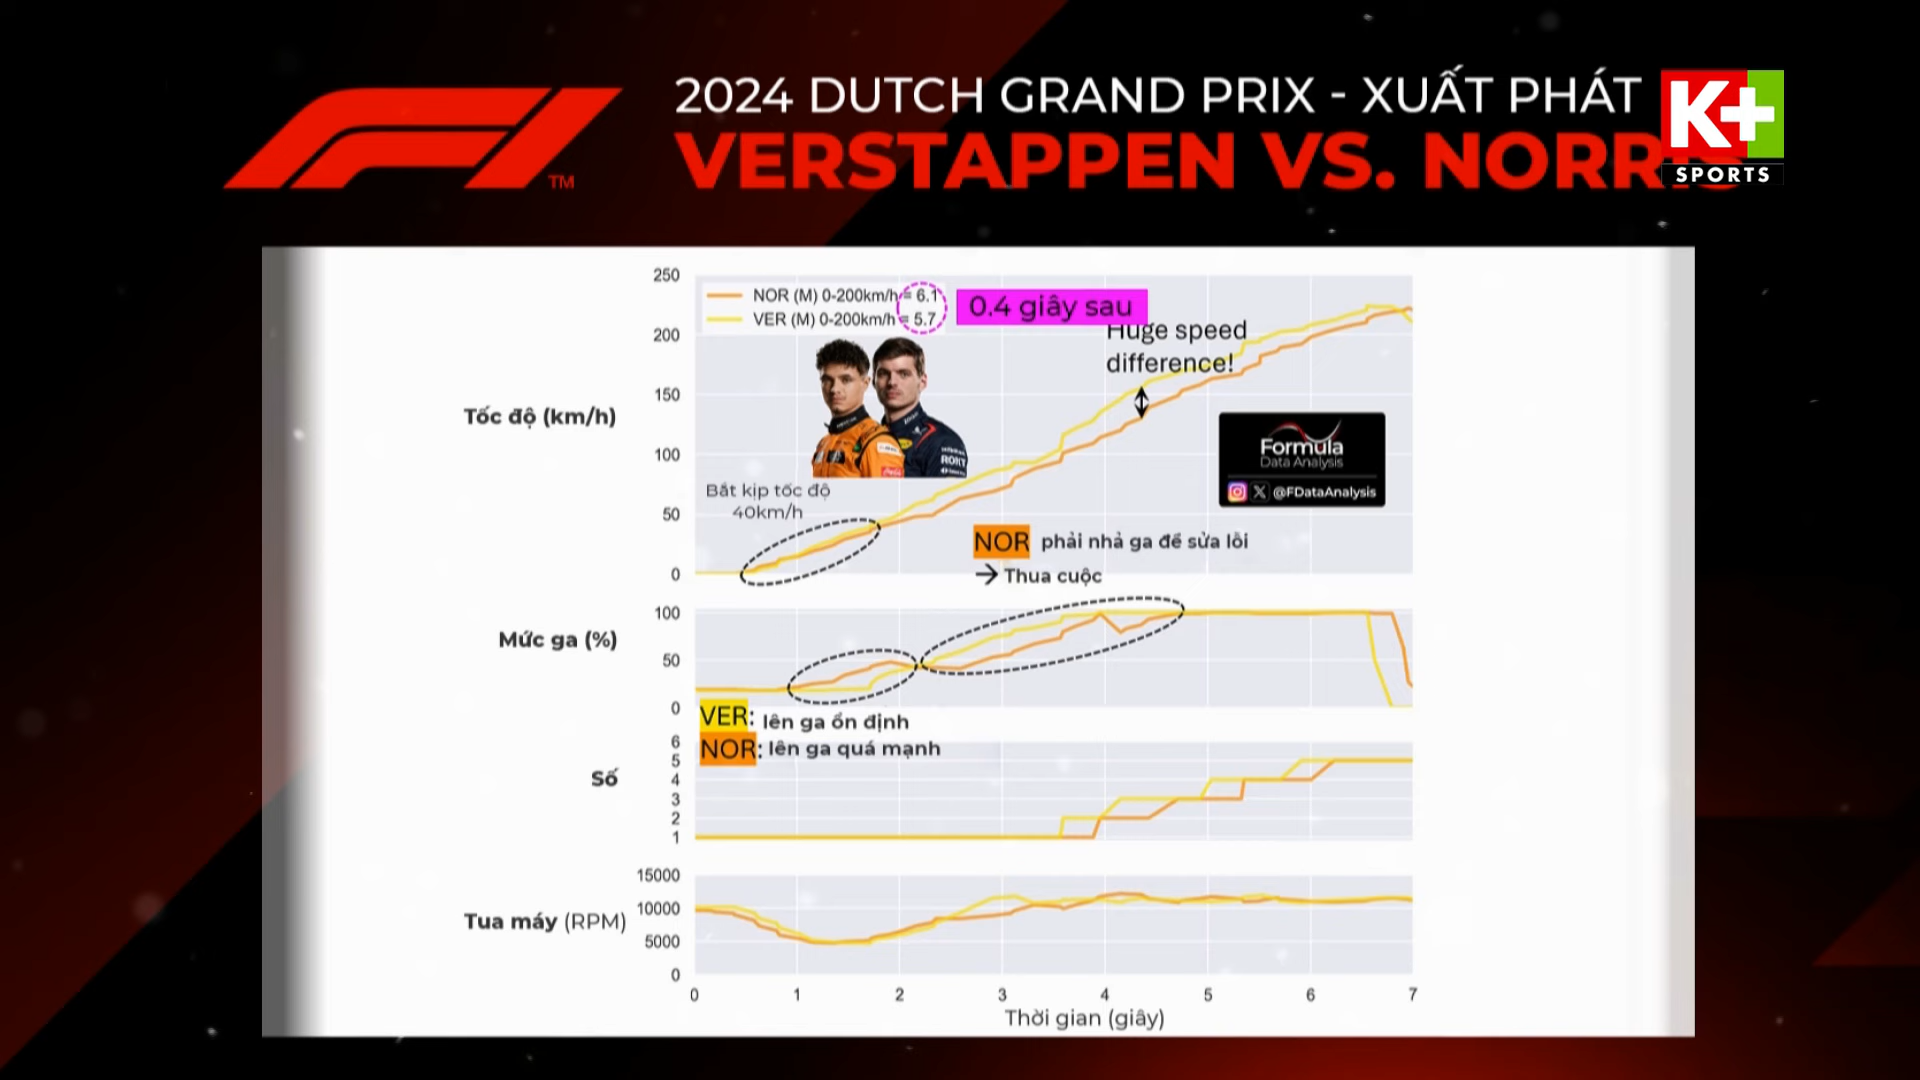 2024 DUTCH GRAND PRIX - XUẤT PHÁT
VERSTAPPEN VS. NORRIS
K+
SPORTS
TM
250
200
150
100
50
0
NOR (M) 0-200km/h = 6.1
VER (M) 0-200km/h = 5.7
0.4 giây sau
Huge speed
difference!
Tốc độ (km/h)
Formula
Data Analysis
@FDataAnalysis
Bắt kịp tốc độ
40km/h
NOR phải nhả ga để sửa lỗi
→ Thua cuộc
Mức ga (%)
100
50
0
VER: lên ga ổn định
NOR: lên ga quá mạnh
Số
6
5
4
3
2
1
Tua máy (RPM)
15000
10000
5000
0
0 1 2 3 4 5 6 7
Thời gian (giây)